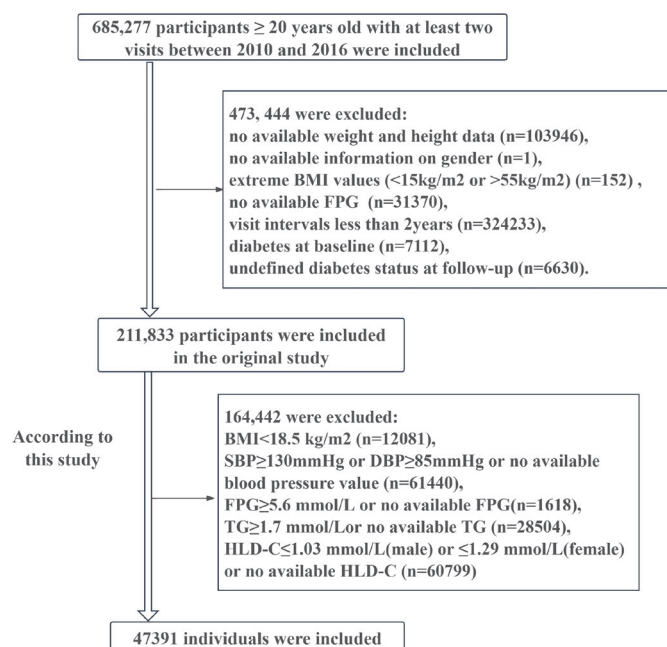 685,277 participants ≥ 20 years old with at least two
visits between 2010 and 2016 were included
473, 444 were excluded:
no available weight and height data (n=103946),
no available information on gender (n=1),
extreme BMI values (<15kg/m2 or >55kg/m2) (n=152) ,
no available FPG (n=31370),
visit intervals less than 2years (n=324233),
diabetes at baseline (n=7112),
undefined diabetes status at follow-up (n=6630).
211,833 participants were included
in the original study
According to
this study
164,442 were excluded:
BMI<18.5 kg/m2 (n=12081),
SBP≥130mmHg or DBP≥85mmHg or no available
blood pressure value (n=61440),
FPG≥5.6 mmol/L or no available FPG(n=1618),
TG≥1.7 mmol/Lor no available TG (n=28504),
HLD-C≤1.03 mmol/L(male) or ≤1.29 mmol/L(female)
or no available HLD-C (n=60799)
47391 individuals were included